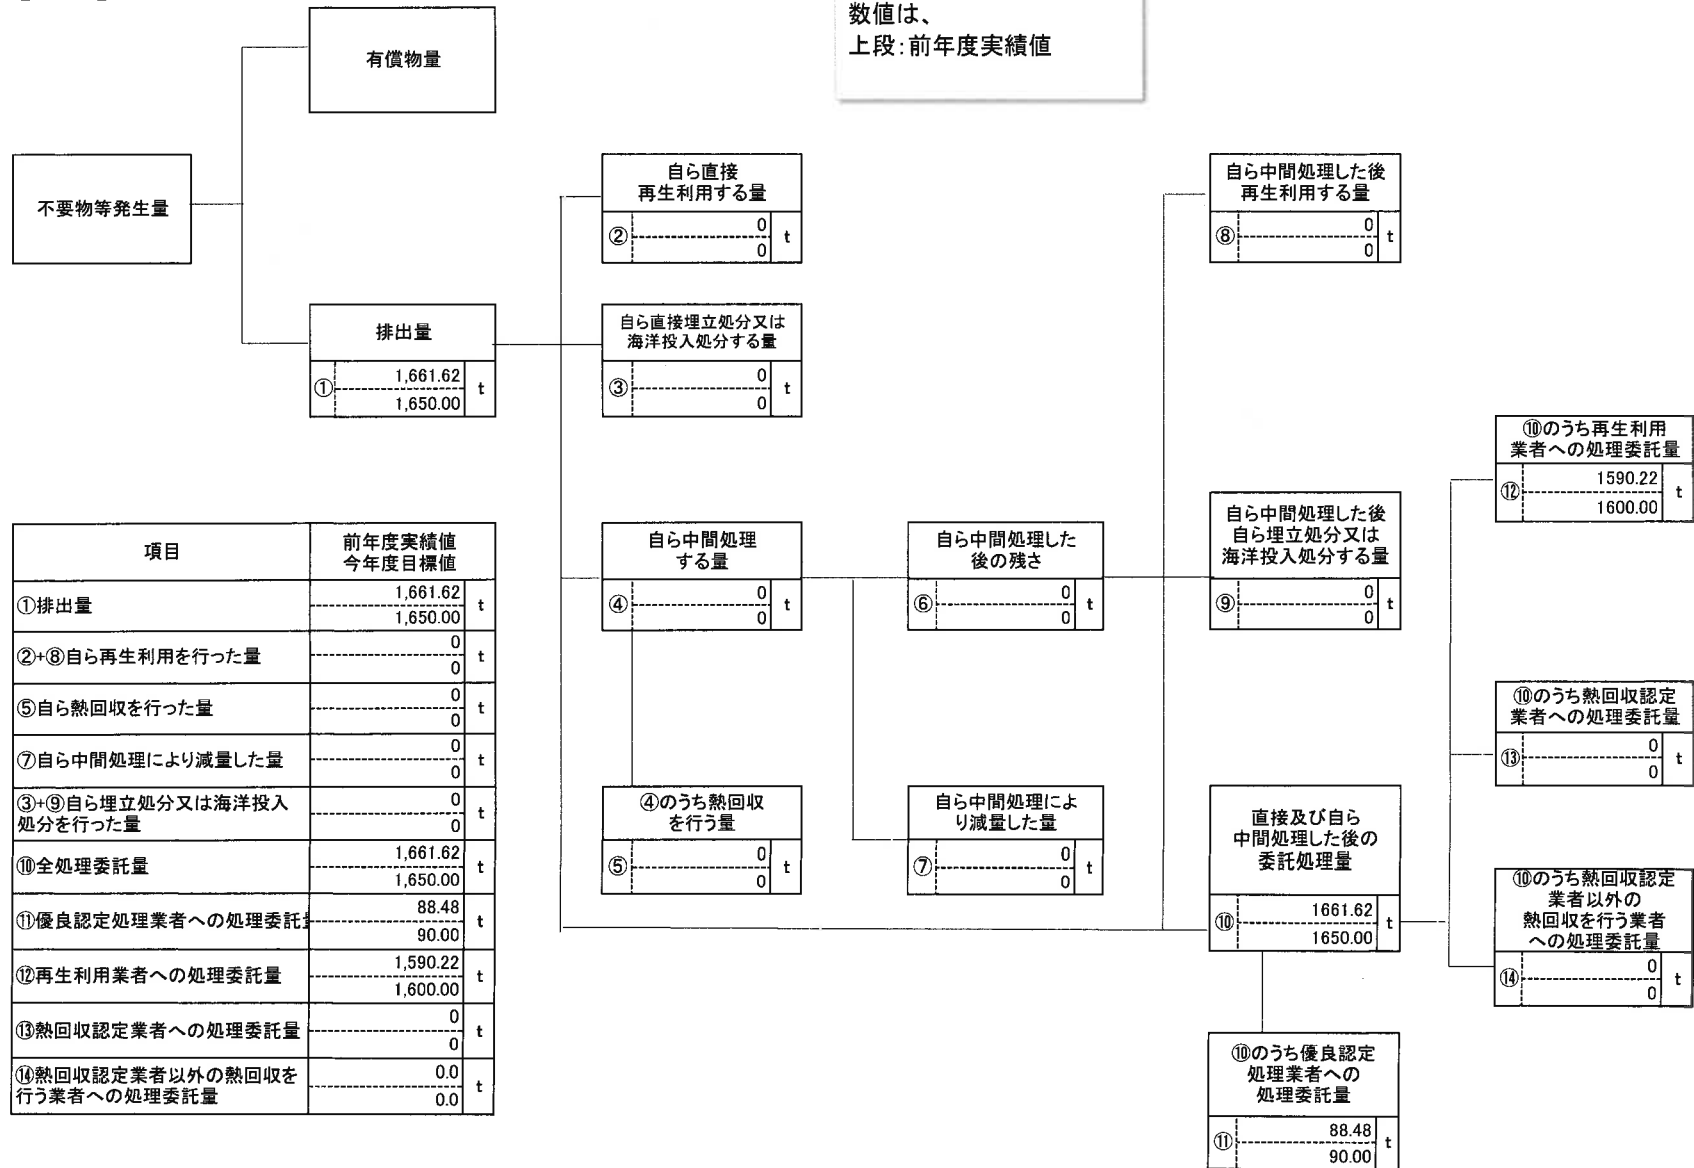 数値は、
上段:前年度実績値
有償物量
不要物等発生量
排出量
① 1,661.62 t
1,650.00
自ら直接
再生利用する量
② 0 t
0
自ら直接埋立処分又は
海洋投入処分する量
③ 0 t
0
自ら中間処理した後
再生利用する量
⑧ 0 t
0
⑩のうち再生利用
業者への処理委託量
⑫ 1590.22 t
1600.00
自ら中間処理
する量
④ 0 t
0
自ら中間処理した
後の残さ
⑥ 0 t
0
自ら中間処理した後
自ら埋立処分又は
海洋投入処分する量
⑨ 0 t
0
⑩のうち熱回収認定
業者への処理委託量
⑬ 0 t
0
④のうち熱回収
を行う量
⑤ 0 t
0
自ら中間処理によ
り減量した量
⑦ 0 t
0
直接及び自ら
中間処理した後の
委託処理量
⑩ 1661.62 t
1650.00
⑩のうち熱回収認定
業者以外の
熱回収を行う業者
への処理委託量
⑭ 0 t
0
⑩のうち優良認定
処理業者への
処理委託量
⑪ 88.48 t
90.00
項目 前年度実績値
今年度目標値
①排出量 1,661.62 t
1,650.00
②+⑧自ら再生利用を行った量 0 t
0
⑤自ら熱回収を行った量 0 t
0
⑦自ら中間処理により減量した量 0 t
0
③+⑨自ら埋立処分又は海洋投入
処分を行った量 0 t
0
⑩全処理委託量 1,661.62 t
1,650.00
⑪優良認定処理業者への処理委託 88.48 t
90.00
⑫再生利用業者への処理委託量 1,590.22 t
1,600.00
⑬熱回収認定業者への処理委託量 0 t
0
⑭熱回収認定業者以外の熱回収を
行う業者への処理委託量 0.0 t
0.0